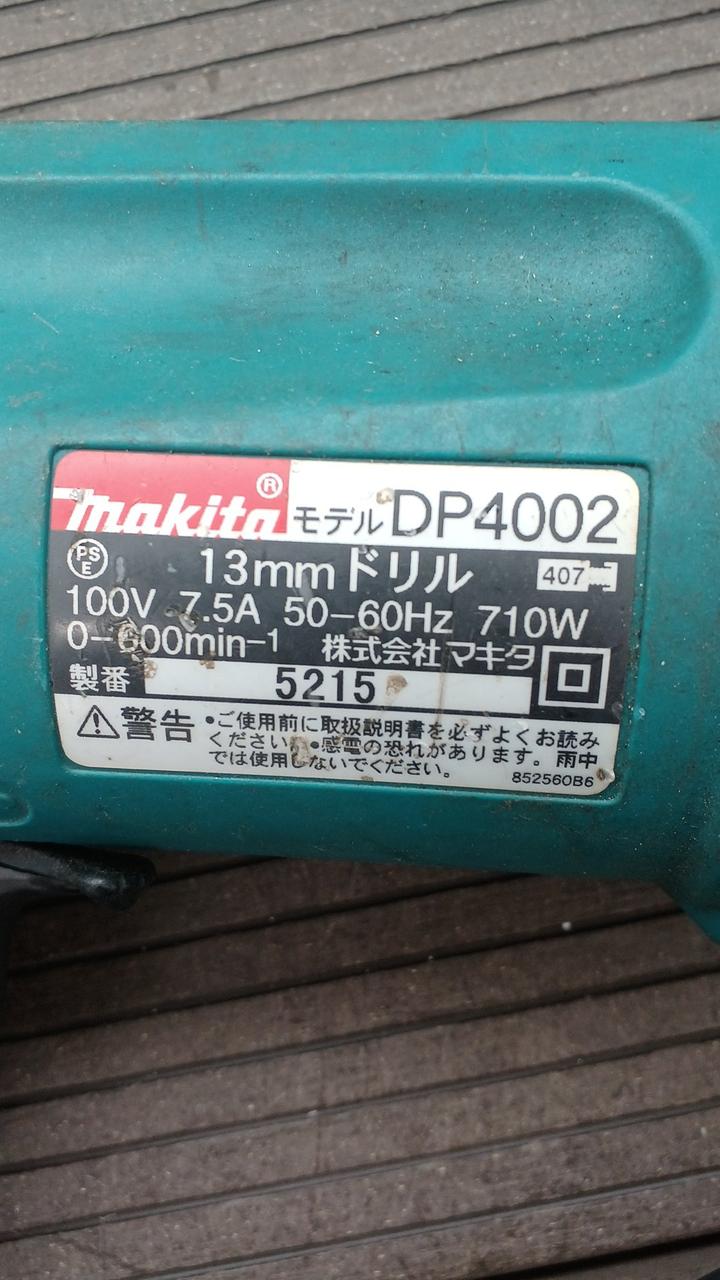 makita® モデル DP4002
PSE 13mmドリル 407
100V 7.5A 50-60Hz 710W
0-600min-1 株式会社マキタ
製番 5215
警告 •ご使用前に取扱説明書を必ずよくお読み
ください。•感電の恐れがあります。雨中
では使用しないでください。
852560B6